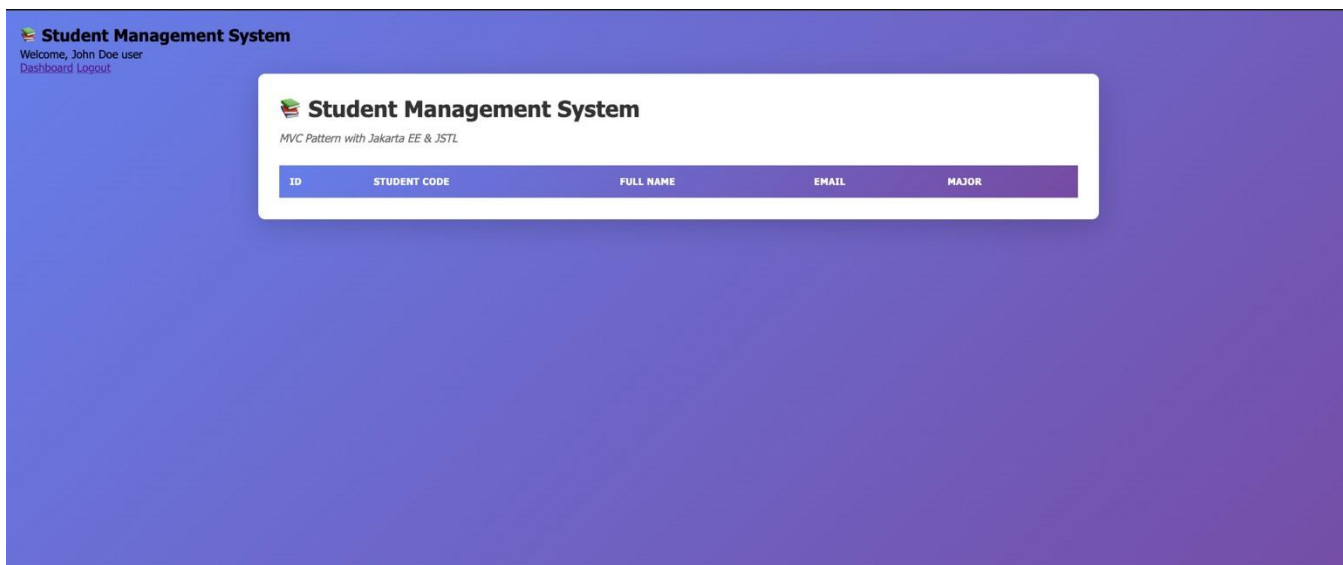 📚 Student Management System
Welcome, John Doe user
Dashboard Logout
📚 Student Management System
MVC Pattern with Jakarta EE & JSTL
ID STUDENT CODE FULL NAME EMAIL MAJOR